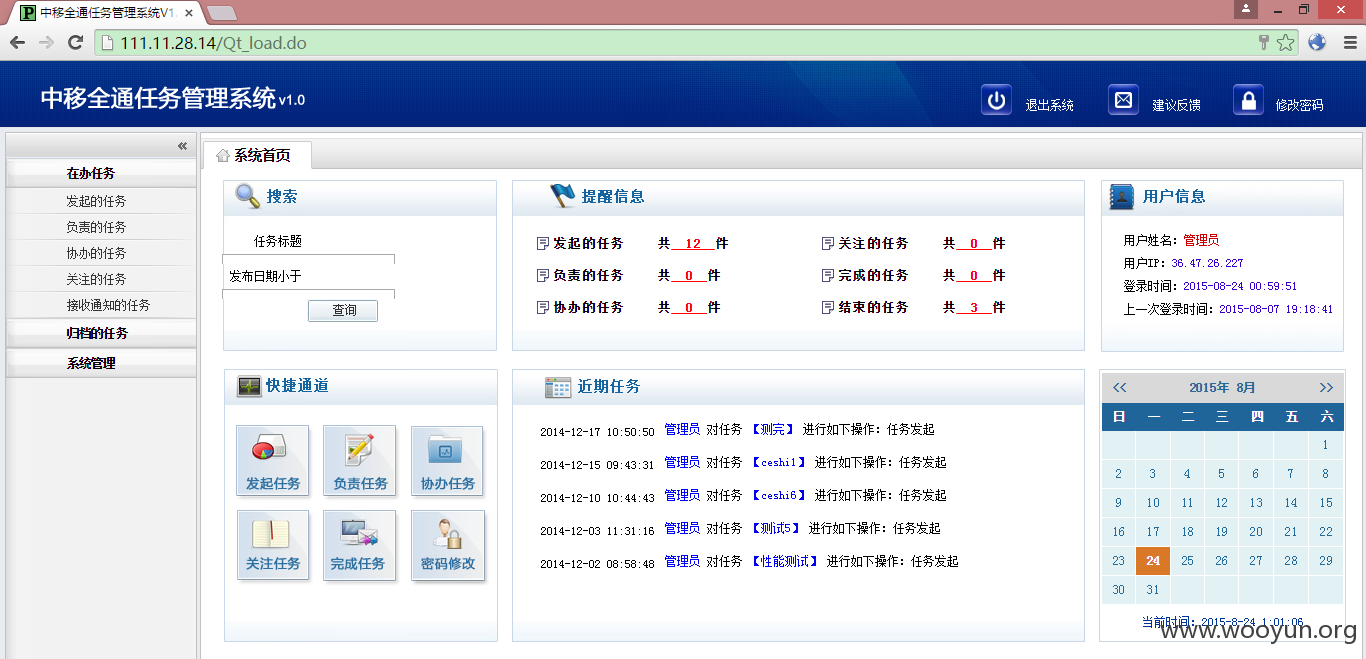 中移全通任务管理系统V1.
111.11.28.14/Qt_load.do
中移全通任务管理系统v1.0
退出系统
建议反馈
修改密码
«
在办任务
发起的任务
负责的任务
协办的任务
关注的任务
接收通知的任务
归档的任务
系统管理
系统首页
搜索
任务标题
发布日期小于
查询
提醒信息
发起的任务 共 12 件
关注的任务 共 0 件
负责的任务 共 0 件
完成的任务 共 0 件
协办的任务 共 0 件
结束的任务 共 3 件
用户信息
用户姓名：管理员
用户IP：36.47.26.227
登录时间：2015-08-24 00:59:51
上一次登录时间：2015-08-07 19:18:41
快捷通道
发起任务
负责任务
协办任务
关注任务
完成任务
密码修改
近期任务
2014-12-17 10:50:50 管理员 对任务 【测完】 进行如下操作：任务发起
2014-12-15 09:43:31 管理员 对任务 【ceshi1】 进行如下操作：任务发起
2014-12-10 10:44:43 管理员 对任务 【ceshi6】 进行如下操作：任务发起
2014-12-03 11:31:16 管理员 对任务 【测试5】 进行如下操作：任务发起
2014-12-02 08:58:48 管理员 对任务 【性能测试】 进行如下操作：任务发起
<< 2015年 8月 >>
日 一 二 三 四 五 六
1
2 3 4 5 6 7 8
9 10 11 12 13 14 15
16 17 18 19 20 21 22
23 24 25 26 27 28 29
30 31
当前时间：2015-8-24 1:01:06
www.wooyun.org